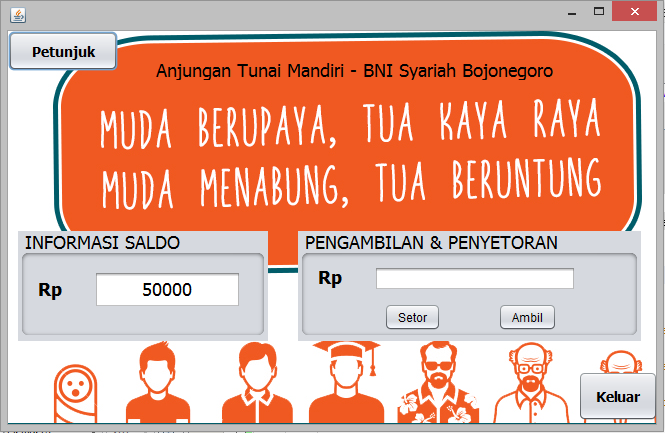 Petunjuk
Anjungan Tunai Mandiri - BNI Syariah Bojonegoro
MUDA BERUPAYA, TUA KAYA RAYA
MUDA MENABUNG, TUA BERUNTUNG
INFORMASI SALDO
Rp 50000
PENGAMBILAN & PENYETORAN
Rp
Setor Ambil
Keluar